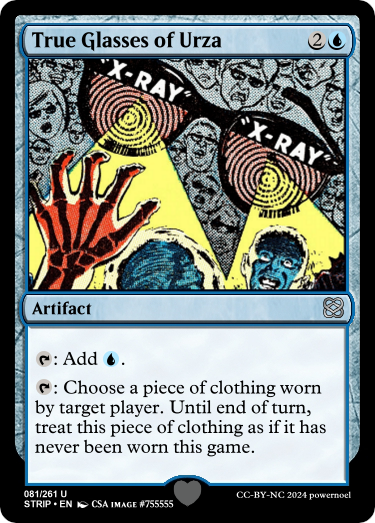 True Glasses of Urza 2
"X-RAY"
"X-RAY"
Artifact
: Add .
: Choose a piece of clothing worn
by target player. Until end of turn,
treat this piece of clothing as if it has
never been worn this game.
081/261 U
STRIP • EN CSA IMAGE #755555
CC-BY-NC 2024 powernoel